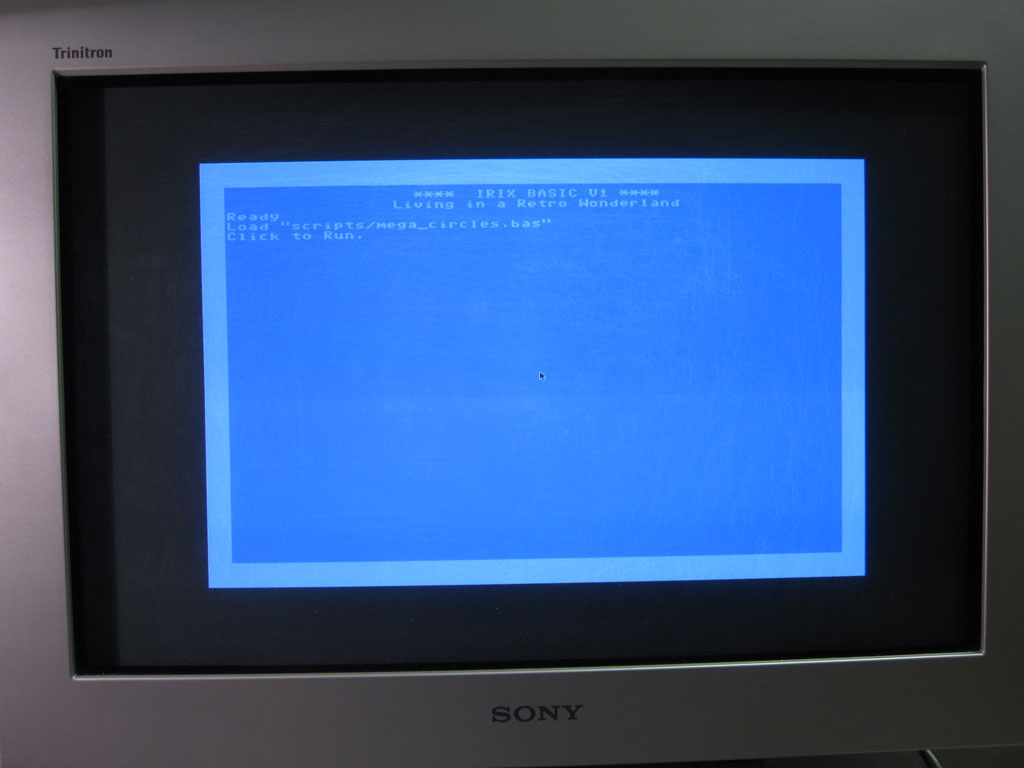 Trinitron
**** IRIX BASIC V1 ****
Living in a Retro Wonderland
Ready
Load "scripts/mega_circles.bas"
Click to Run.
SONY